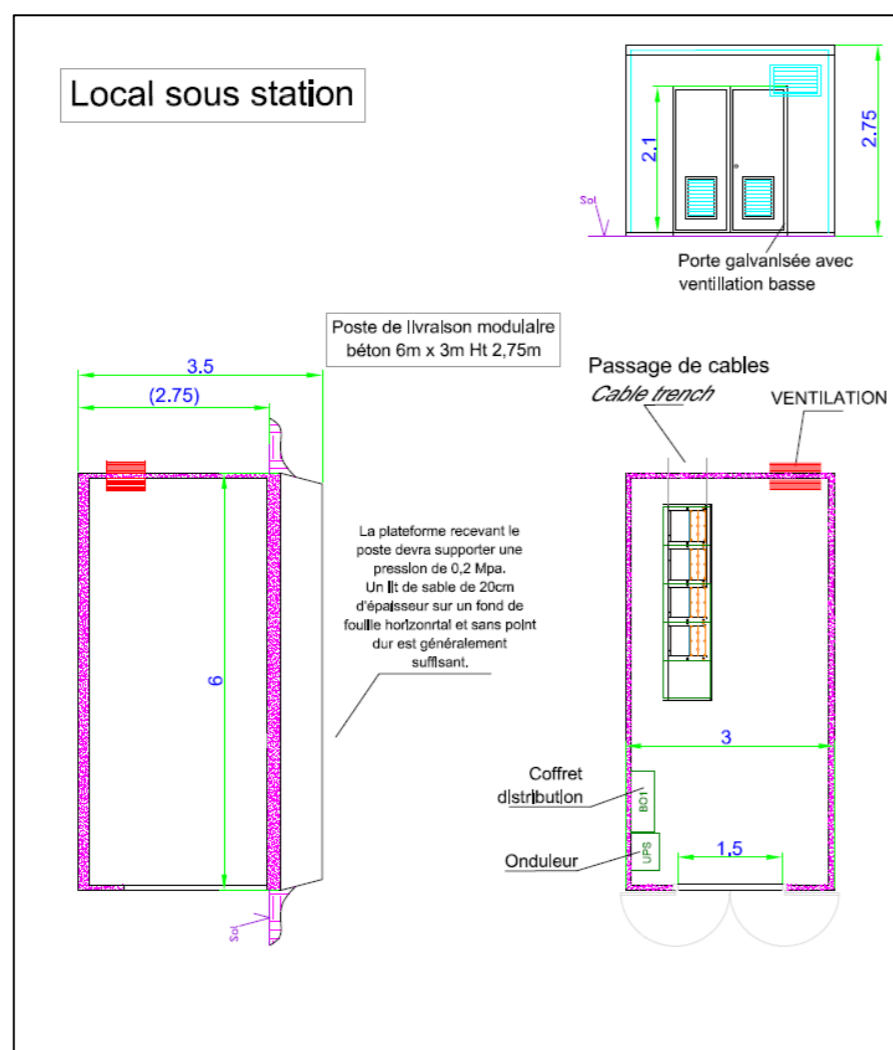 Local sous station
2.1
2.75
Sol
Porte galvanisée avec
ventillation basse
Poste de livraison modulaire
béton 6m x 3m Ht 2,75m
3.5
(2.75)
Passage de cables
Cable trench
VENTILATION
La plateforme recevant le
poste devra supporter une
pression de 0,2 Mpa.
Un lit de sable de 20cm
d'épaisseur sur un fond de
fouille horizonrtal et sans point
dur est généralement
suffisant.
6
3
Coffret
distribution
BO1
Onduleur
UPS
1,5
Sol